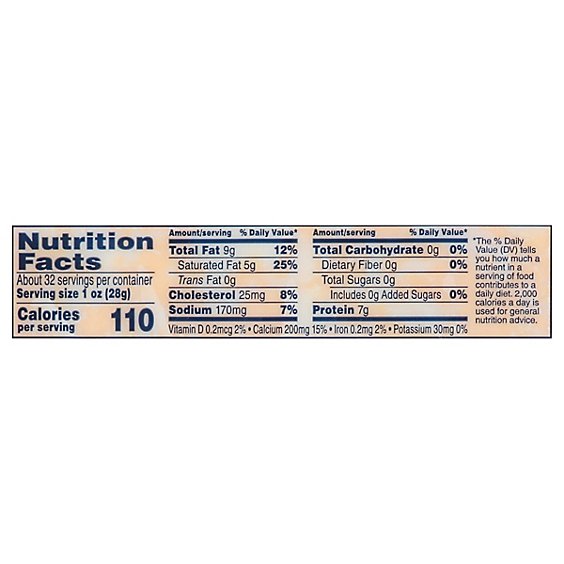 Nutrition
Facts
About 32 servings per container
Serving size 1 oz (28g)
Calories
per serving
110
Amount/serving % Daily Value*
Total Fat 9g 12%
Saturated Fat 5g 25%
Trans Fat 0g
Cholesterol 25mg 8%
Sodium 170mg 7%
Amount/serving % Daily Value*
Total Carbohydrate 0g 0%
Dietary Fiber 0g 0%
Total Sugars 0g
Includes 0g Added Sugars 0%
Protein 7g
Vitamin D 0.2mcg 2% • Calcium 200mg 15% • Iron 0.2mg 2% • Potassium 30mg 0%
*The % Daily
Value (DV) tells
you how much a
nutrient in a
serving of food
contributes to a
daily diet. 2,000
calories a day is
used for general
nutrition advice.